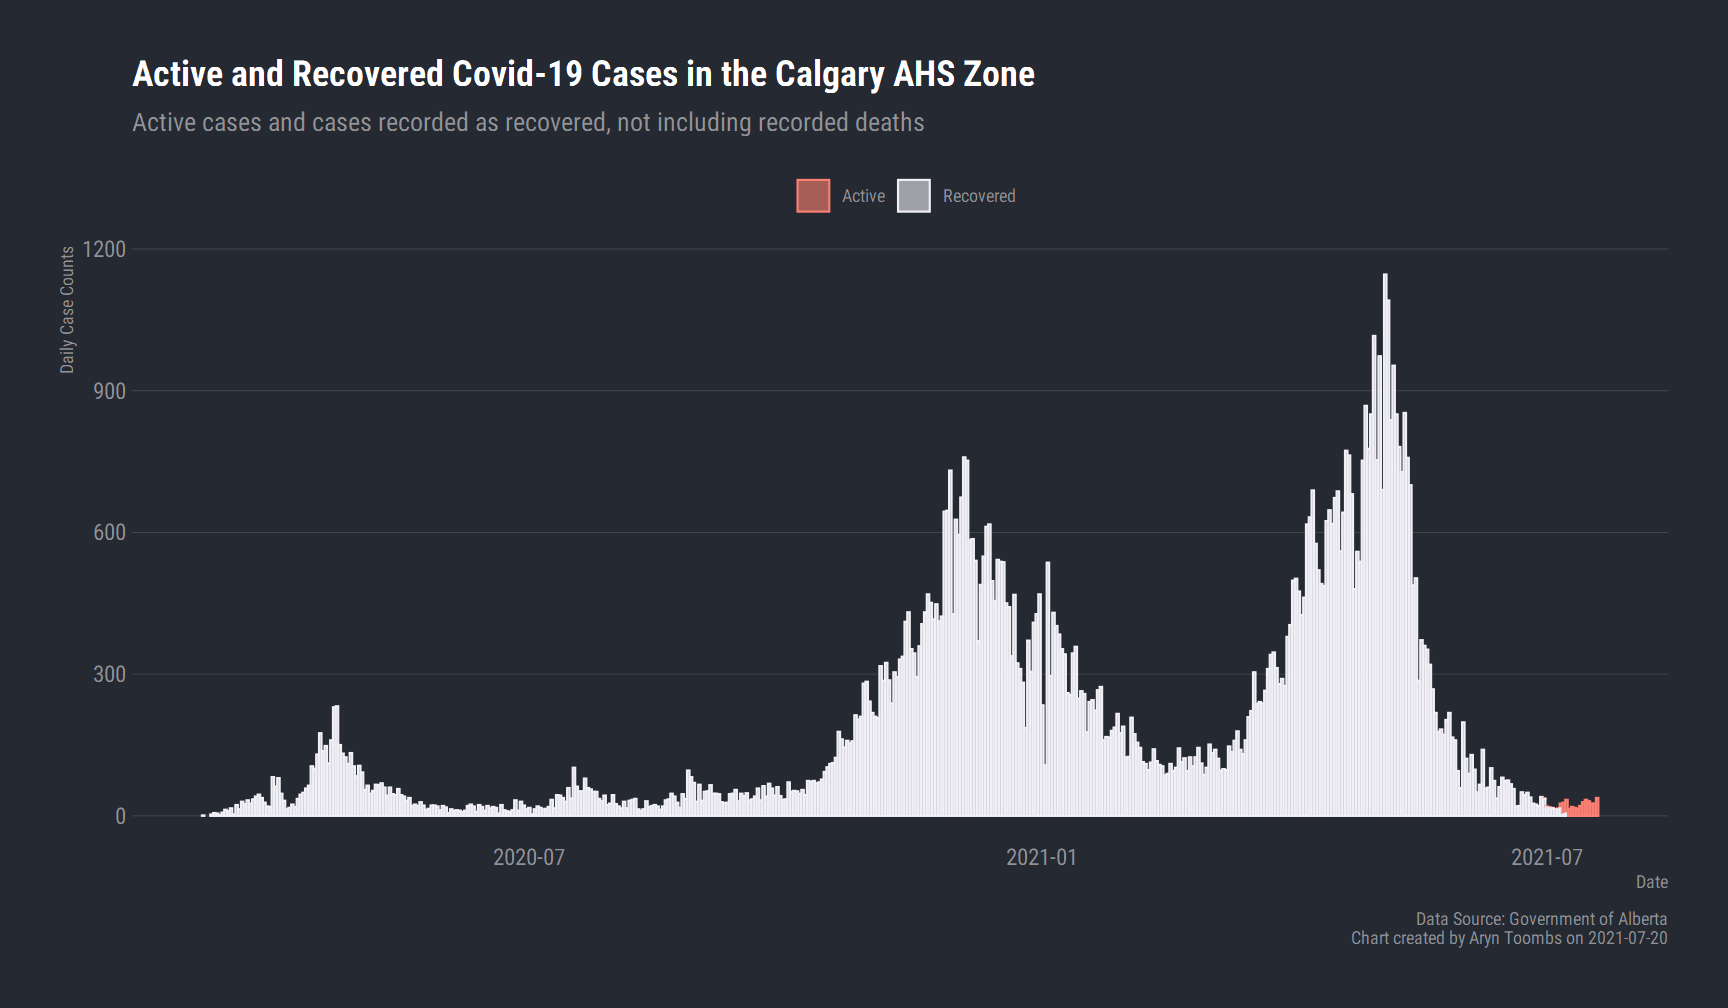 Active and Recovered Covid-19 Cases in the Calgary AHS Zone
Active cases and cases recorded as recovered, not including recorded deaths
Active
Recovered
Daily Case Counts
1200
900
600
300
0
2020-07
2021-01
2021-07
Date
Data Source: Government of Alberta
Chart created by Aryn Toombs on 2021-07-20